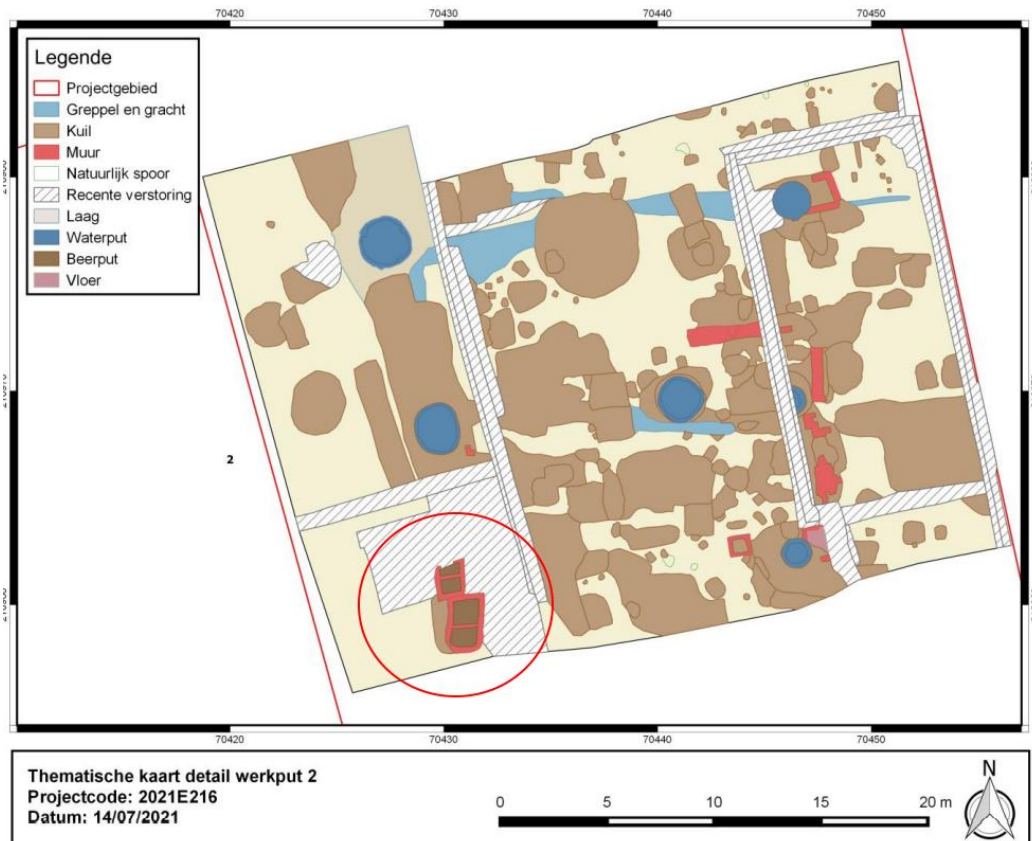 70420 70430 70440 70450
Legende
Projectgebied
Greppel en gracht
Kuil
Muur
Natuurlijk spoor
Recente verstoring
Laag
Waterput
Beerput
Vloer
2
70420 70430 70440 70450
Thematische kaart detail werkput 2
Projectcode: 2021E216
Datum: 14/07/2021
0 5 10 15 20 m
N